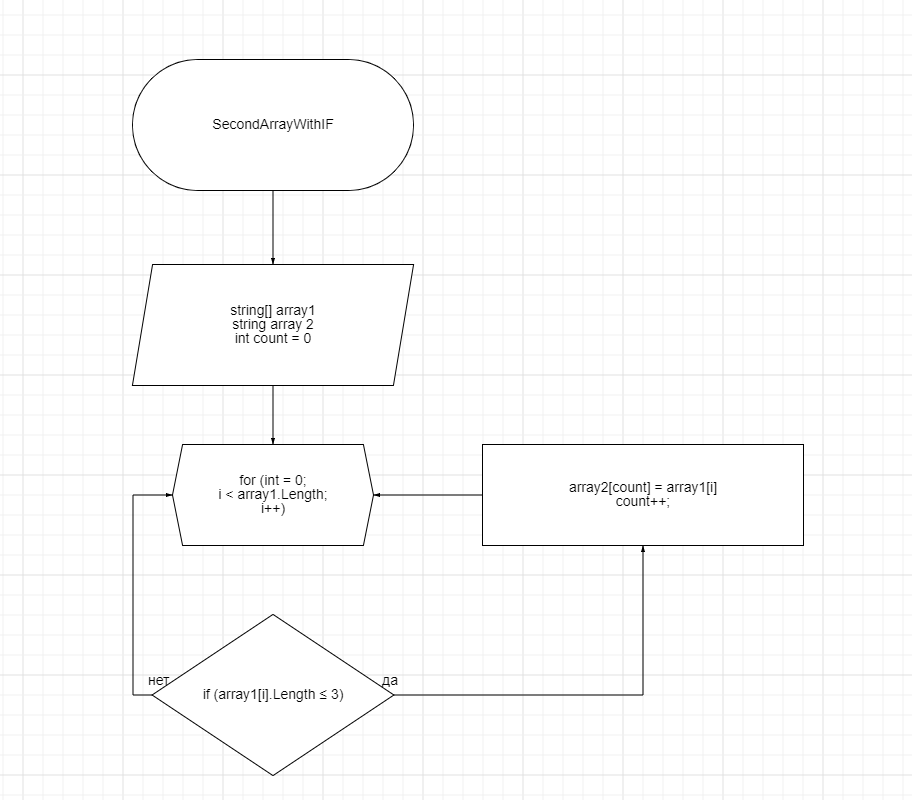 SecondArrayWithIF
string[] array1
string array 2
int count = 0
for (int = 0;
i < array1.Length;
i++)
array2[count] = array1[i]
count++;
нет
да
if (array1[i].Length ≤ 3)